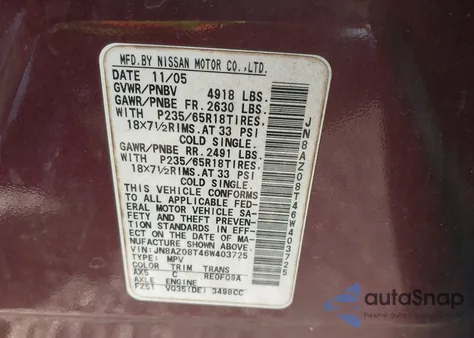 MFD.BY NISSAN MOTOR CO.,LTD.
DATE 11/05
GVWR/PNBV 4918 LBS.
GAWR/PNBE FR. 2630 LBS.
WITH P235/65R18TIRES.
18X7½RIMS.AT 33 PSI
COLD SINGLE.
GAWR/PNBE RR. 2491 LBS.
WITH P235/65R18TIRES.
18X7½RIMS.AT 33 PSI
COLD SINGLE.
THIS VEHICLE CONFORMS
TO ALL APPLICABLE FED-
ERAL MOTOR VEHICLE SA-
FETY AND THEFT PREVEN-
TION STANDARDS IN EFFECT
ON THE DATE OF
MANUFACTURE SHOWN ABOVE.
VIN: JN8AZ08T46W403725
TYPE: MPV
COLOR TRIM TRANS
AX5 C RE0F09A
AXLE ENGINE
FZ51 VQ35(DE) 3498CC
JN8AZ08T46W403725
autoSnap